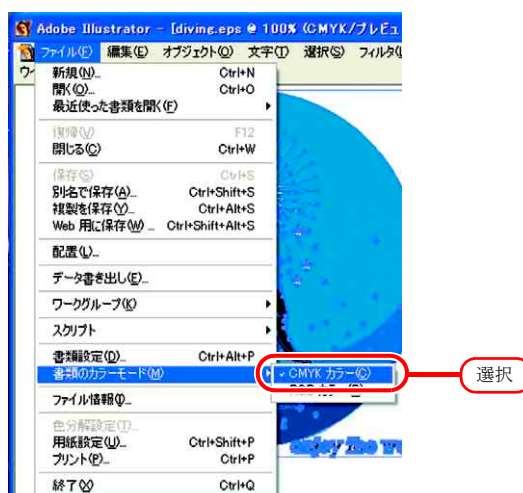 Adobe Illustrator - [diving.eps @ 100% (CMYK/プレビュ
ファイル(F) 編集(E) オブジェクト(O) 文字(T) 選択(S) フィルタ(L
新規(N)... Ctrl+N
開く(O)... Ctrl+O
最近使った書類を開く(F)
復帰(V) F12
閉じる(C) Ctrl+W
保存(S) Ctrl+S
別名で保存(A)... Ctrl+Shift+S
複製を保存(Y)... Ctrl+Alt+S
Web 用に保存(W) ... Ctrl+Shift+Alt+S
配置(L)...
データ書き出し(E)...
ワークグループ(K)
スクリプト
書類設定(D)... Ctrl+Alt+P
書類のカラーモード(M)
✓ CMYK カラー(C)
選択
RGB カラー(R)
ファイル情報(I)...
色分解設定(T)...
用紙設定(U)... Ctrl+Shift+P
プリント(P)... Ctrl+P
enjoy the
終了(X) Ctrl+Q